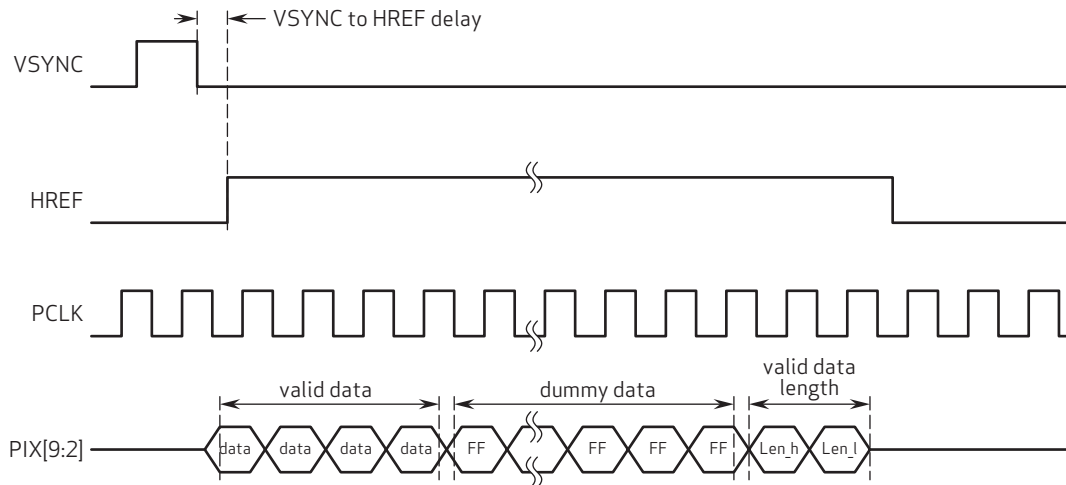 VSYNC to HREF delay
VSYNC
HREF
PCLK
valid data
dummy data
valid data
length
PIX[9:2]
data data data data FF FF FF FF Len_h Len_l